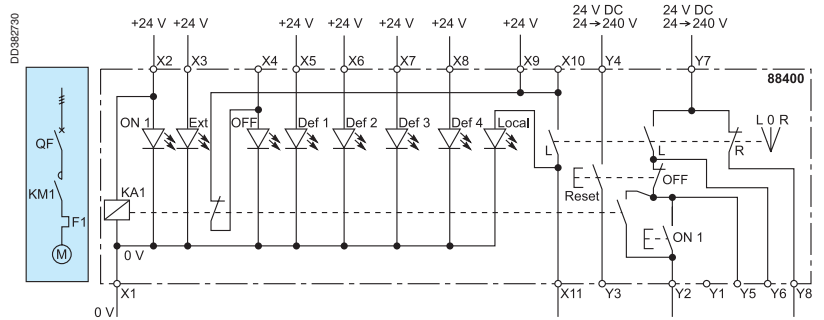 DD382730
+24 V +24 V +24 V +24 V +24 V +24 V +24 V 24 V DC 24 V DC
24→240 V 24→240 V
X2 X3 X4 X5 X6 X7 X8 X9 X10 Y4 Y7
88400
ON 1 Ext OFF Def 1 Def 2 Def 3 Def 4 Local L 0 R
QF
L L R
OFF
KM1 KA1 Reset
F1
ON 1
M 0 V
X1 X11 Y3 Y2 Y1 Y5 Y6 Y8
0 V